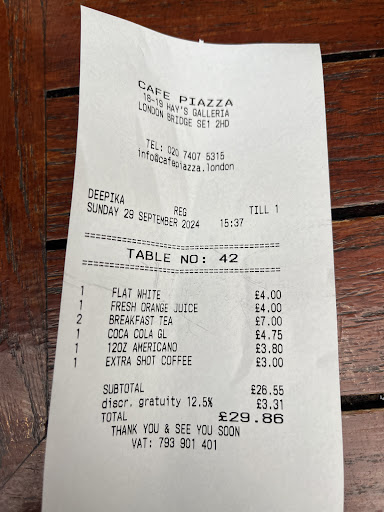 CAFE PIAZZA
16-19 HAY'S GALLERIA
LONDON BRIDGE SE1 2HD
TEL: 020 7407 5315
info@cafepiazza.london
DEEPIKA REG TILL 1
SUNDAY 29 SEPTEMBER 2024 15:37
========================================
TABLE NO: 42
========================================
1 FLAT WHITE £4.00
1 FRESH ORANGE JUICE £4.00
2 BREAKFAST TEA £7.00
1 COCA COLA GL £4.75
1 12OZ AMERICANO £3.80
1 EXTRA SHOT COFFEE £3.00
SUBTOTAL £26.55
discr. gratuity 12.5% £3.31
TOTAL £29.86
THANK YOU & SEE YOU SOON
VAT: 793 901 401